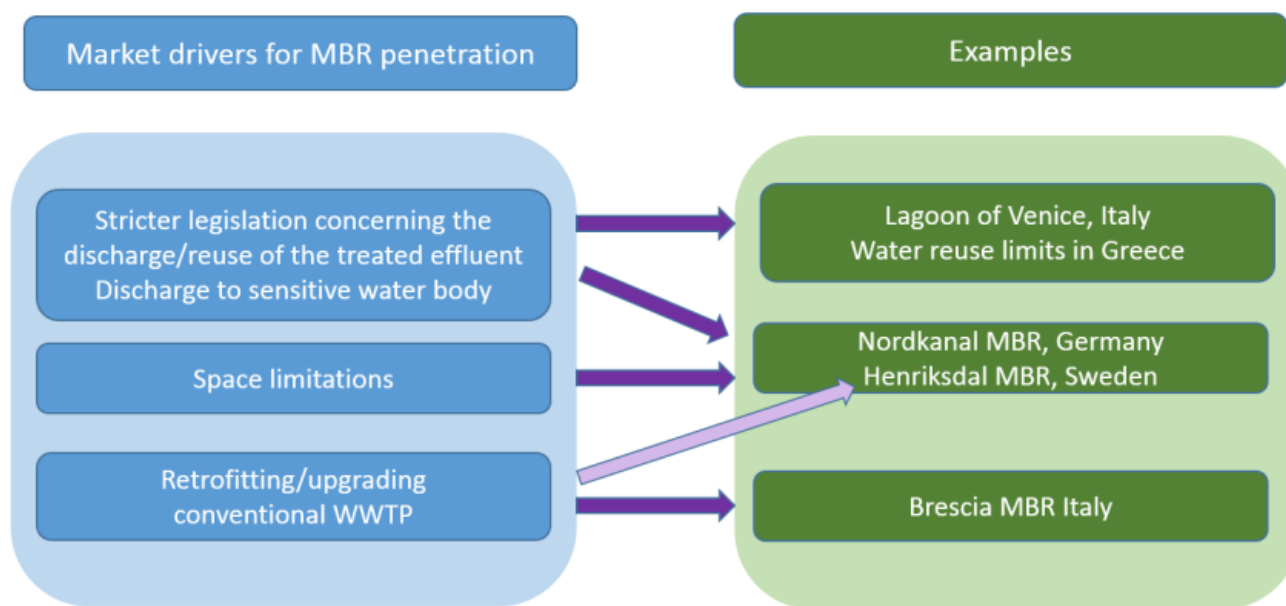 Market drivers for MBR penetration
Examples
Stricter legislation concerning the
discharge/reuse of the treated effluent
Discharge to sensitive water body
Lagoon of Venice, Italy
Water reuse limits in Greece
Space limitations
Nordkanal MBR, Germany
Henriksdal MBR, Sweden
Retrofitting/upgrading
conventional WWTP
Brescia MBR Italy